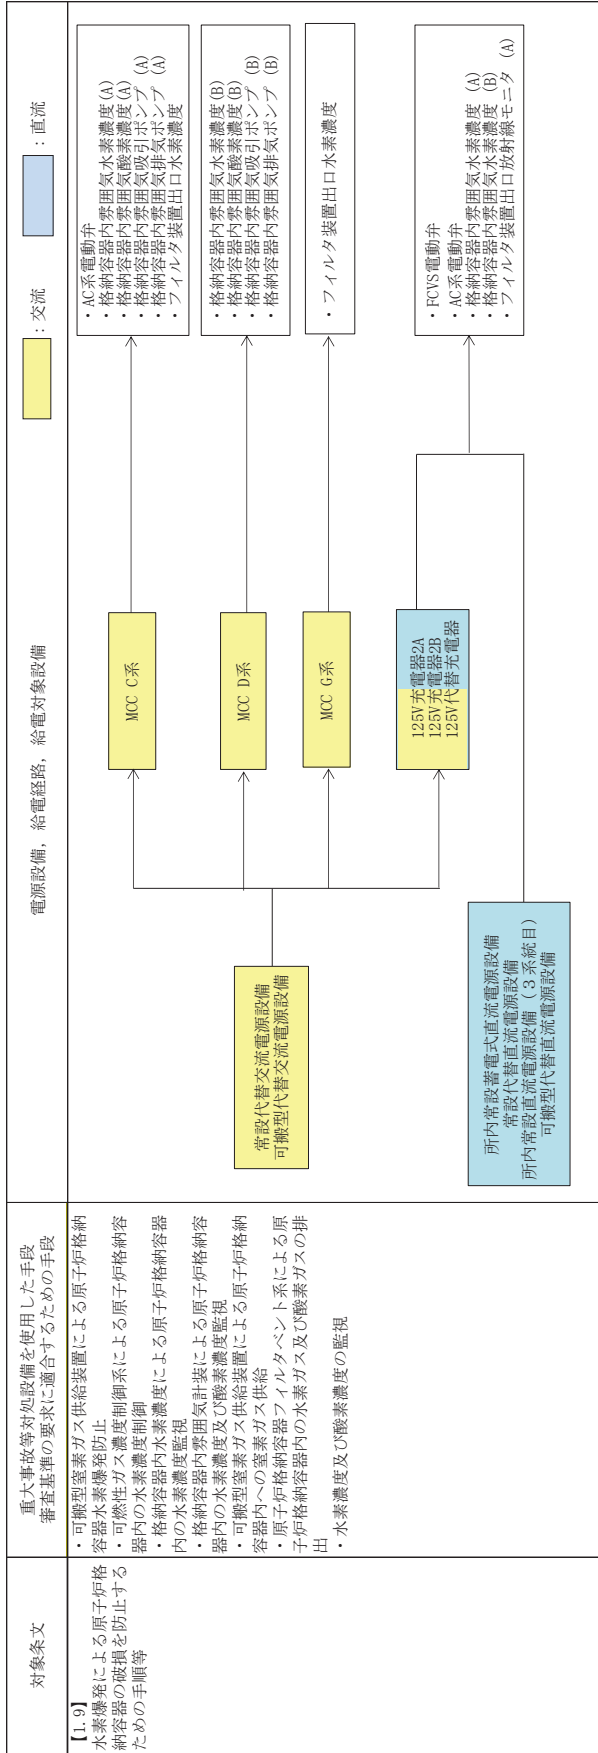 対象条文
重大事故等対処設備を使用した手段
審査基準の要求に適合するための手段
電源設備，給電経路，給電対象設備
：交流
：直流
【1.9】
水素爆発による原子炉格
納容器の破損を防止する
ための手順等
・可搬型窒素ガス供給装置による原子炉格納
容器水素爆発防止
・可燃性ガス濃度制御系による原子炉格納容
器内の水素濃度制御
・格納容器内水素濃度による原子炉格納容器
内の水素濃度監視
・格納容器内雰囲気計装による原子炉格納容
器内の水素濃度及び酸素濃度監視
・可搬型窒素ガス供給装置による原子炉格納
容器内への窒素ガス供給
・原子炉格納容器フィルタベント系による原
子炉格納容器内の水素ガス及び酸素ガスの排
出
・水素濃度及び酸素濃度の監視
常設代替交流電源設備
可搬型代替交流電源設備
所内常設蓄電式直流電源設備
常設代替直流電源設備
所内常設直流電源設備（３系統目）
可搬型代替直流電源設備
MCC C系
MCC D系
MCC G系
125V充電器2A
125V充電器2B
125V代替充電器
・AC系電動弁
・格納容器内雰囲気水素濃度(A)
・格納容器内雰囲気酸素濃度(A)
・格納容器内雰囲気吸引ポンプ (A)
・格納容器内雰囲気排気ポンプ (A)
・フィルタ装置出口水素濃度
・格納容器内雰囲気水素濃度(B)
・格納容器内雰囲気酸素濃度(B)
・格納容器内雰囲気吸引ポンプ (B)
・格納容器内雰囲気排気ポンプ (B)
・フィルタ装置出口水素濃度
・FCVS電動弁
・AC系電動弁
・格納容器内雰囲気水素濃度 (A)
・格納容器内雰囲気水素濃度 (B)
・フィルタ装置出口放射線モニタ (A)